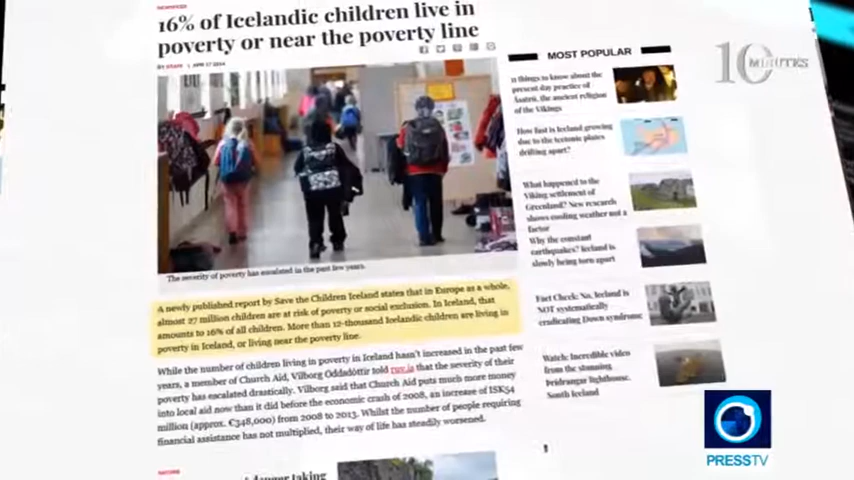 16% of Icelandic children live in
poverty or near the poverty line
The severity of poverty has escalated in the past few years.
A newly published report by Save the Children Iceland states that in Europe as a whole,
almost 27 million children are at risk of poverty or social exclusion. In Iceland, that
amounts to 16% of all children. More than 12-thousand Icelandic children are living in
poverty in Iceland, or living near the poverty line.
While the number of children living in poverty in Iceland hasn't increased in the past few
years, a member of Church Aid, Vilborg Oddsdóttir told ruv.is that the severity of their
poverty has escalated drastically. Vilborg said that Church Aid puts much more money
into local aid now than it did before the economic crash of 2008, an increase of ISK54
million (approx. €348,000) from 2008 to 2013. Whilst the number of people requiring
financial assistance has not multiplied, their way of life has steadily worsened.
MOST POPULAR
11 things to know about the
present day practice of
Ásatrú, the ancient religion
of the Vikings
How fast is Iceland growing
due to the tectonic plates
drifting apart?
What happened to the
Viking settlement of
Greenland? New research
shows cooling weather not a
factor
Why the constant
earthquakes? Iceland is
slowly being torn apart
Fact Check: No, Iceland is
NOT systematically
eradicating Down syndrome
Watch: Incredible video
from the stunning
Þrídrangar lighthouse,
South Iceland
10 MINUTES
PRESSTV